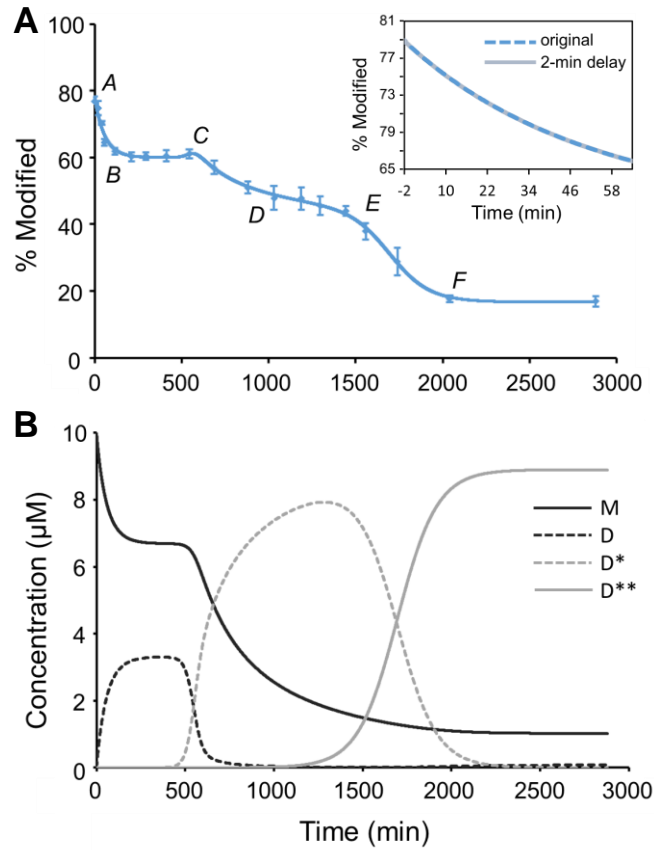 A
100
80
60
40
20
0
% Modified
A
B
C
D
E
F
0
500
1000
1500
2000
2500
3000
81
77
73
79
65
% Modified
original
2-min delay
-2
10
22
34
46
58
Time (min)
B
10
8
6
4
2
0
Concentration (µM)
M
D
D*
D**
0
500
1000
1500
2000
2500
3000
Time (min)